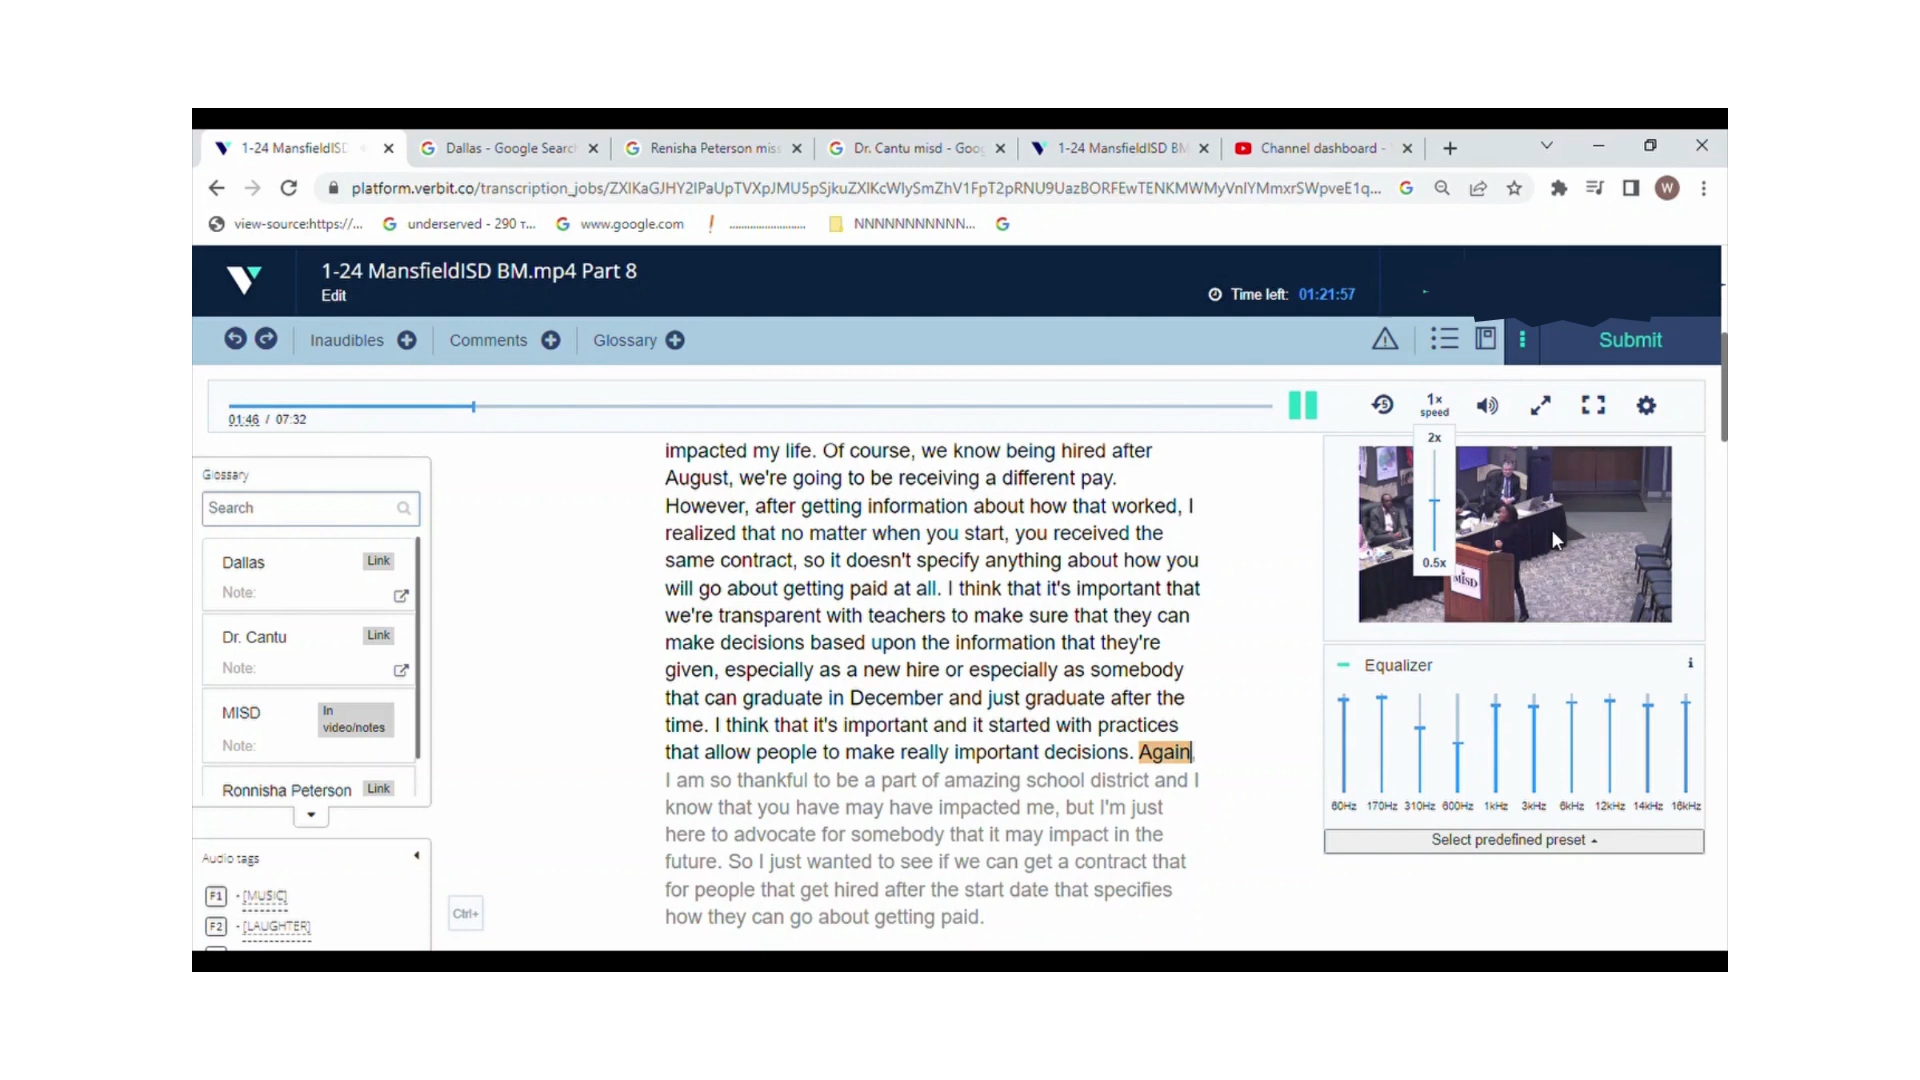 1-24 MansfieldISD
Dallas - Google Searc
Renisha Peterson mis
Dr. Cantu misd - Goog
1-24 MansfieldISD BM
Channel dashboard -
view-source:https://...
underserved - 290 т...
www.google.com
NNNNNNNNNNN...
W
1-24 MansfieldISD BM.mp4 Part 8
Edit
Time left: 01:21:57
Inaudibles
Comments
Glossary
Submit
01:46 / 07:32
5
1x
speed
2x
0.5x
Glossary
Search
Dallas
Link
Note:
Dr. Cantu
Link
Note:
MISD
In
video/notes
Note:
Ronnisha Peterson
Link
Audio tags
F1 - [MUSIC]
F2 - [LAUGHTER]
Ctrl+
impacted my life. Of course, we know being hired after
August, we're going to be receiving a different pay.
However, after getting information about how that worked, I
realized that no matter when you start, you received the
same contract, so it doesn't specify anything about how you
will go about getting paid at all. I think that it's important that
we're transparent with teachers to make sure that they can
make decisions based upon the information that they're
given, especially as a new hire or especially as somebody
that can graduate in December and just graduate after the
time. I think that it's important and it started with practices
that allow people to make really important decisions. Again,
I am so thankful to be a part of amazing school district and I
know that you have may have impacted me, but I'm just
here to advocate for somebody that it may impact in the
future. So I just wanted to see if we can get a contract that
for people that get hired after the start date that specifies
how they can go about getting paid.
MISD
Equalizer
60Hz 170Hz 310Hz 600Hz 1kHz 3kHz 6kHz 12kHz 14kHz 16kHz
Select predefined preset